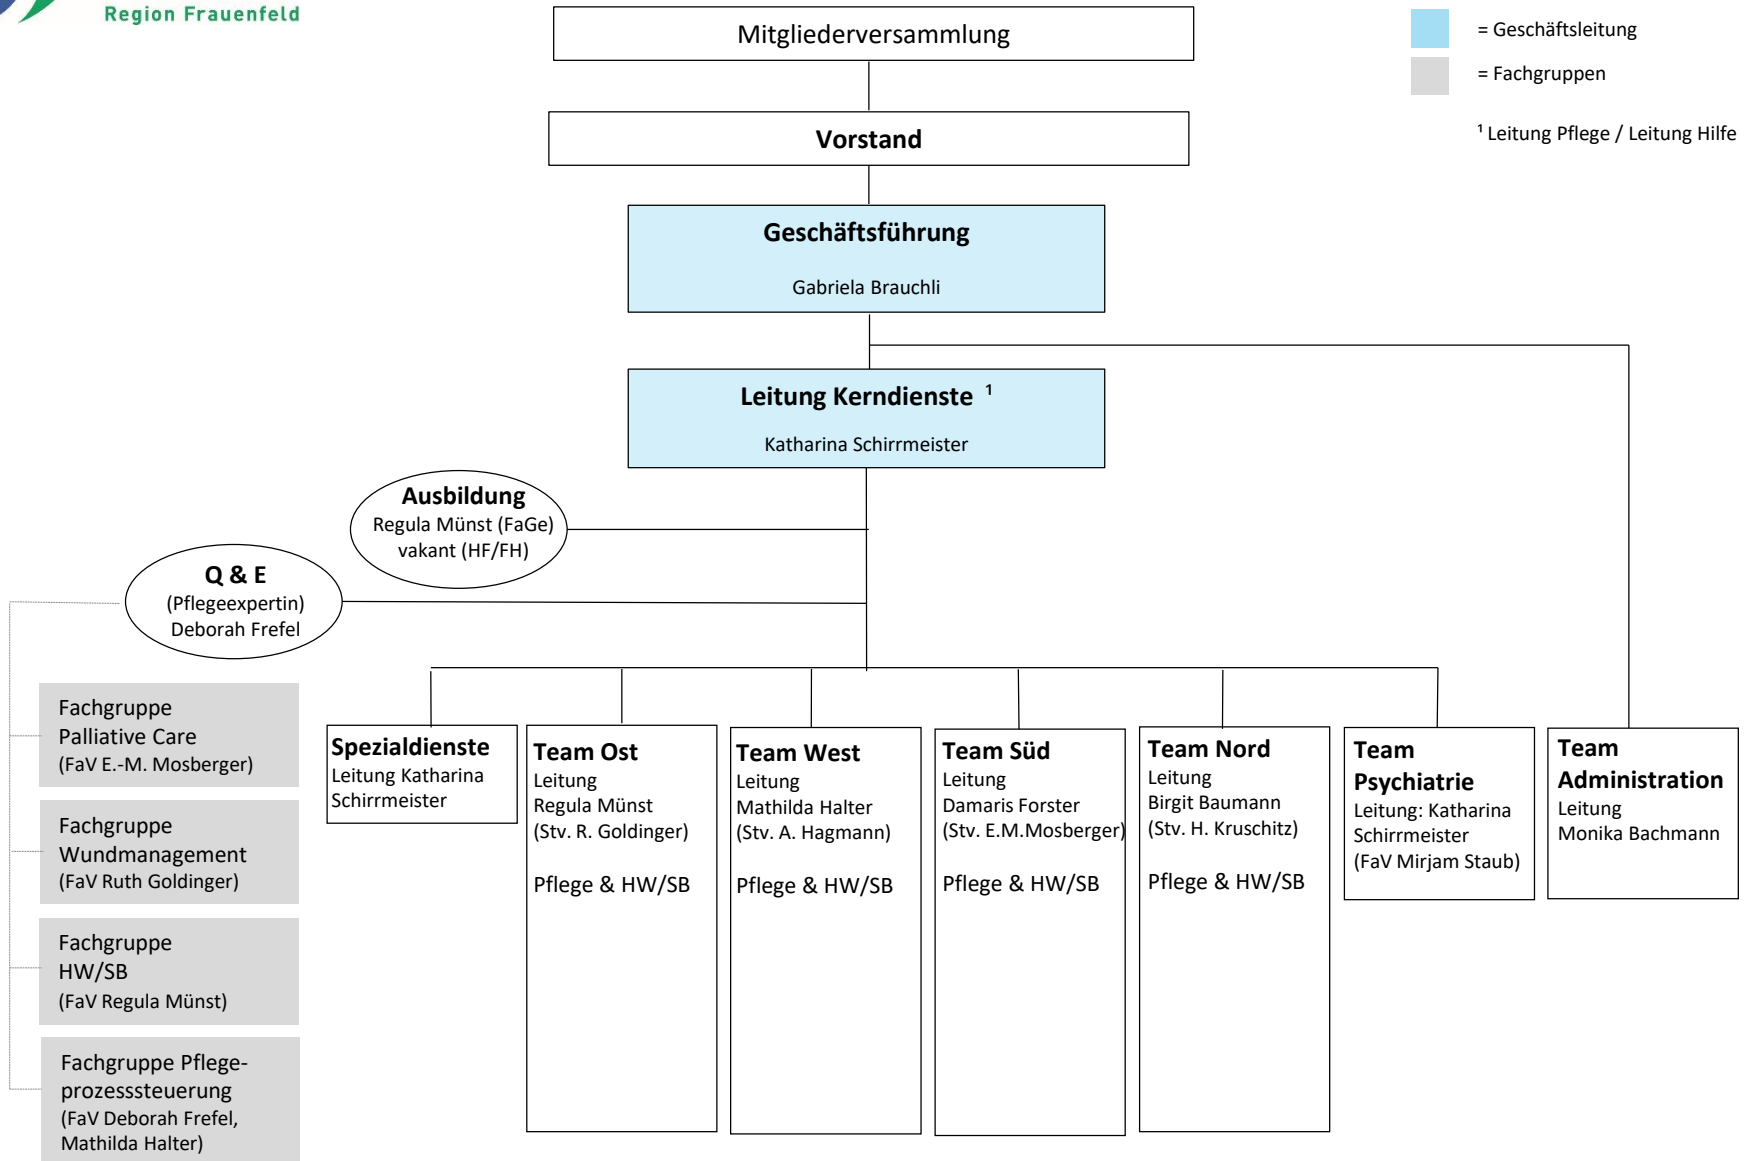 Region Frauenfeld
Mitgliederversammlung
= Geschäftsleitung
= Fachgruppen
¹ Leitung Pflege / Leitung Hilfe
Vorstand
Geschäftsführung
Gabriela Brauchli
Leitung Kerndienste ¹
Katharina Schirrmeister
Ausbildung
Regula Münst (FaGe)
vakant (HF/FH)
Q & E
(Pflegeexpertin)
Deborah Frefel
Fachgruppe
Palliative Care
(FaV E.-M. Mosberger)
Fachgruppe
Wundmanagement
(FaV Ruth Goldinger)
Fachgruppe
HW/SB
(FaV Regula Münst)
Fachgruppe Pflege-
prozesssteuerung
(FaV Deborah Frefel,
Mathilda Halter)
Spezialdienste
Leitung Katharina
Schirrmeister
Team Ost
Leitung
Regula Münst
(Stv. R. Goldinger)
Pflege & HW/SB
Team West
Leitung
Mathilda Halter
(Stv. A. Hagmann)
Pflege & HW/SB
Team Süd
Leitung
Damaris Forster
(Stv. E.M.Mosberger)
Pflege & HW/SB
Team Nord
Leitung
Birgit Baumann
(Stv. H. Kruschitz)
Pflege & HW/SB
Team
Psychiatrie
Leitung: Katharina
Schirrmeister
(FaV Mirjam Staub)
Team
Administration
Leitung
Monika Bachmann